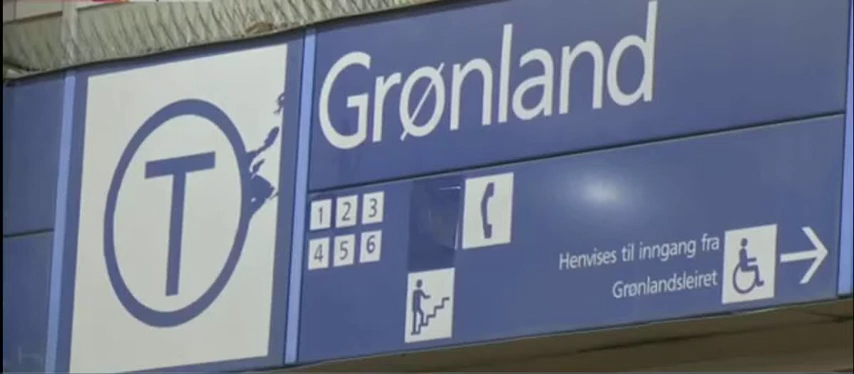 T
Grønland
1 2 3
4 5 6
Henvises til inngang fra
Grønlandsleiret